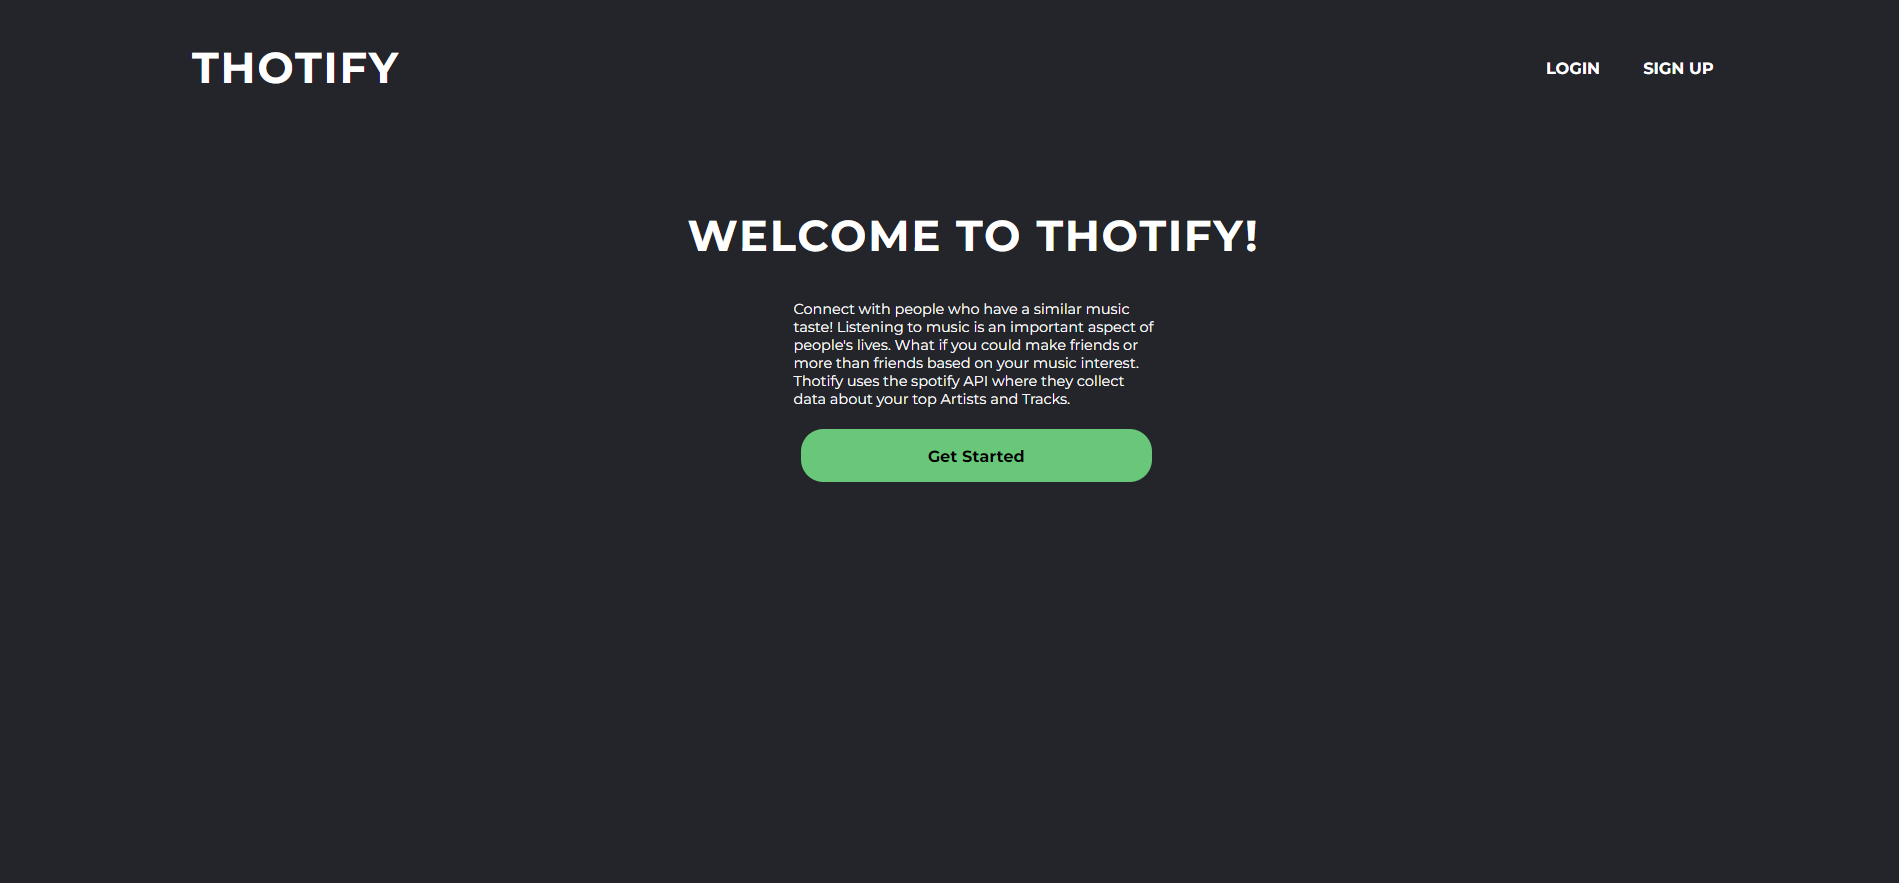 THOTIFY
LOGIN
SIGN UP
WELCOME TO THOTIFY!
Connect with people who have a similar music
taste! Listening to music is an important aspect of
people's lives. What if you could make friends or
more than friends based on your music interest.
Thotify uses the spotify API where they collect
data about your top Artists and Tracks.
Get Started